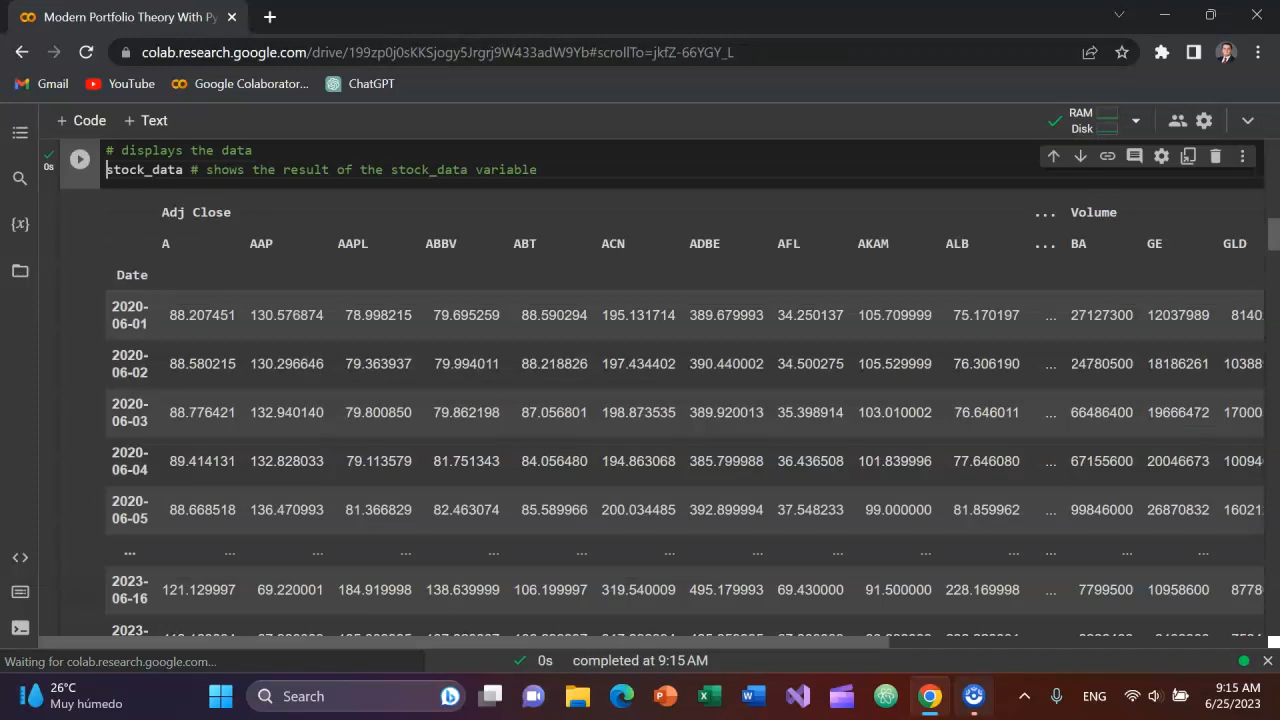 Modern Portfolio Theory With Py
colab.research.google.com/drive/199zp0j0sKKSjogy5Jrgrj9W433adW9Yb#scrollTo=jkfZ-66YGY_L
Gmail YouTube Google Colaborator... ChatGPT
+ Code + Text RAM
Disk
# displays the data
0s stock_data # shows the result of the stock_data variable
Adj Close ... Volume
A AAP AAPL ABBV ABT ACN ADBE AFL AKAM ALB ... BA GE GLD
Date
2020-06-01 88.207451 130.576874 78.998215 79.695259 88.590294 195.131714 389.679993 34.250137 105.709999 75.170197 ... 27127300 12037989 8140
2020-06-02 88.580215 130.296646 79.363937 79.994011 88.218826 197.434402 390.440002 34.500275 105.529999 76.306190 ... 24780500 18186261 10388
2020-06-03 88.776421 132.940140 79.800850 79.862198 87.056801 198.873535 389.920013 35.398914 103.010002 76.646011 ... 66486400 19666472 17000
2020-06-04 89.414131 132.828033 79.113579 81.751343 84.056480 194.863068 385.799988 36.436508 101.839996 77.646080 ... 67155600 20046673 10094
2020-06-05 88.668518 136.470993 81.366829 82.463074 85.589966 200.034485 392.899994 37.548233 99.000000 81.859962 ... 99846000 26870832 16021
... ... ... ... ... ... ... ... ... ... ... ... ... ...
2023-06-16 121.129997 69.220001 184.919998 138.639999 106.199997 319.540009 495.179993 69.430000 91.500000 228.169998 ... 7799500 10958600 8778
2023-
Waiting for colab.research.google.com... 0s completed at 9:15 AM
26°C
Muy húmedo
Search
ENG
9:15 AM
6/25/2023